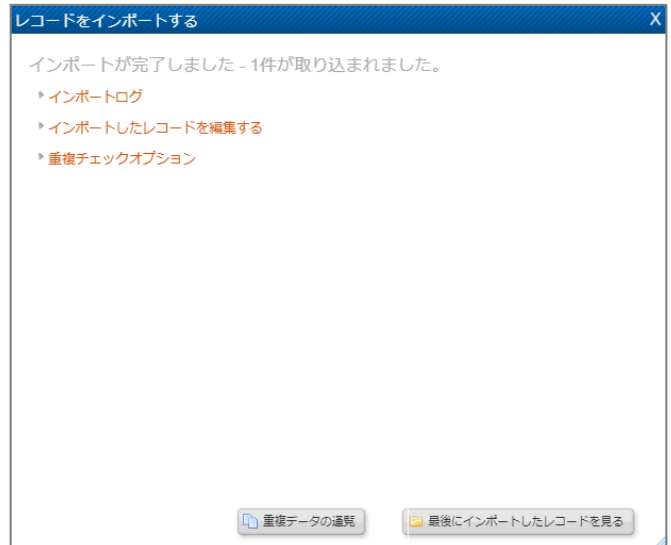 レコードをインポートする X
インポートが完了しました - 1件が取り込まれました。
インポートログ
インポートしたレコードを編集する
重複チェックオプション
重複データの通覧 最後にインポートしたレコードを見る